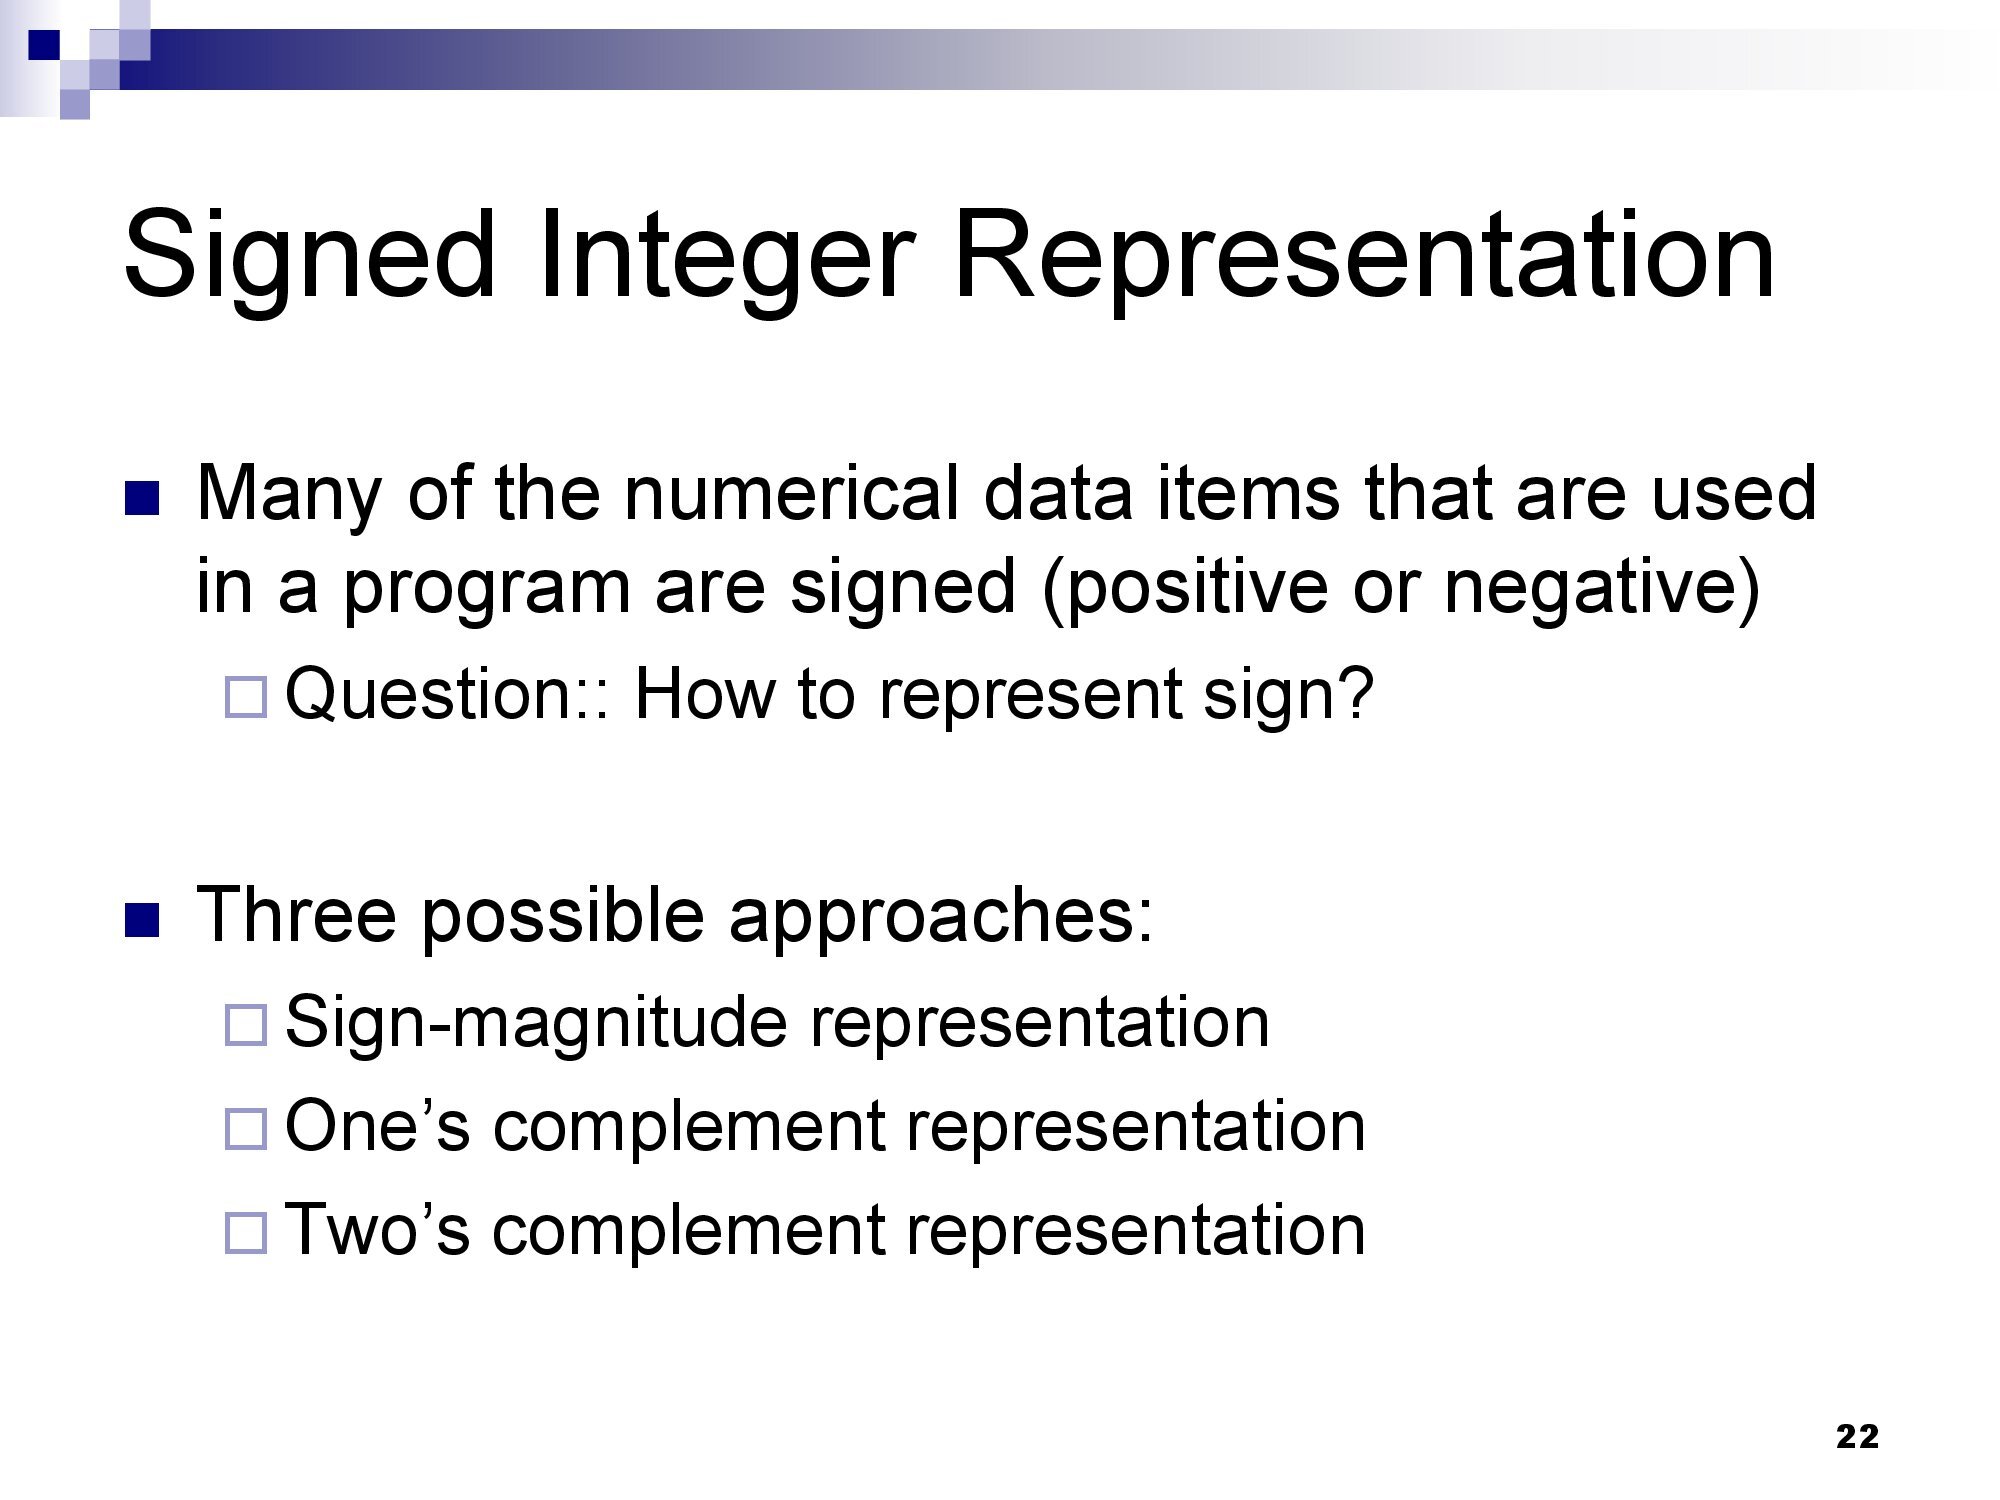 Signed Integer Representation
Many of the numerical data items that are used
in a program are signed (positive or negative)
Question:: How to represent sign?
Three possible approaches:
Sign-magnitude representation
One’s complement representation
Two’s complement representation
22